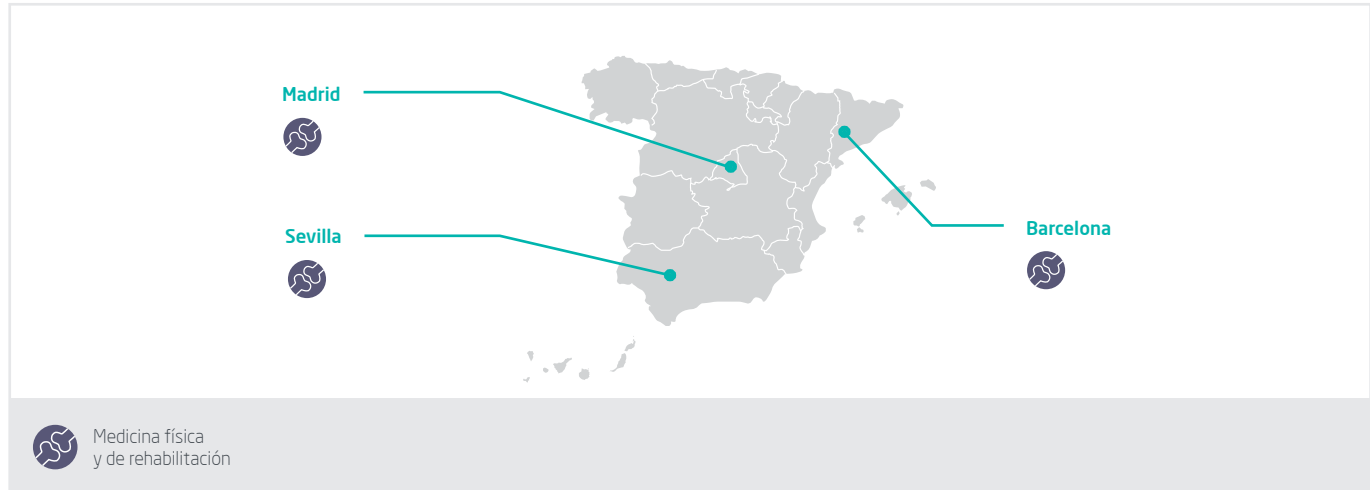 Madrid
Sevilla
Barcelona
Medicina física
y de rehabilitación